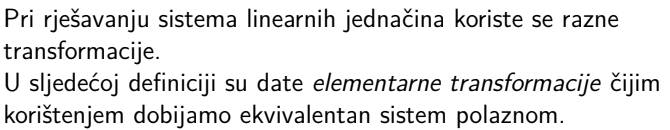 Pri rješavanju sistema linearnih jednačina koriste se razne
transformacije.
U sljedećoj definiciji su date elementarne transformacije čijim
korištenjem dobijamo ekvivalentan sistem polaznom.